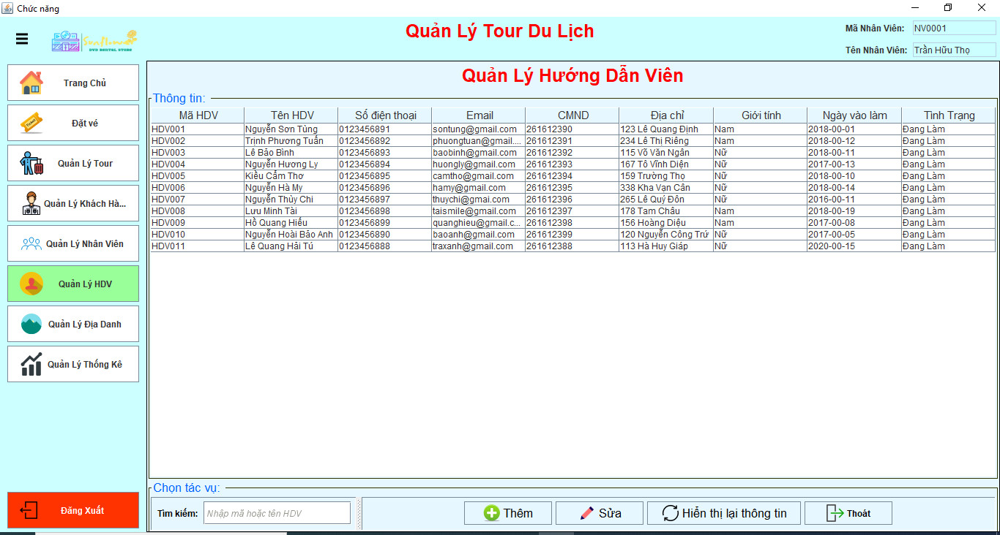 Chức năng
Sunflower
DVD RENTAL STORE
Quản Lý Tour Du Lịch
Mã Nhân Viên: NV0001
Tên Nhân Viên: Trần Hữu Thọ
Trang Chủ
Đặt vé
Quản Lý Tour
Quản Lý Khách Hà...
Quản Lý Nhân Viên
Quản Lý HDV
Quản Lý Địa Danh
Quản Lý Thống Kê
Đăng Xuất
Quản Lý Hướng Dẫn Viên
Thông tin:
Mã HDV Tên HDV Số điện thoại Email CMND Địa chỉ Giới tính Ngày vào làm Tình Trạng
HDV001 Nguyễn Sơn Tùng 0123456891 sontung@gmail.com 261612390 123 Lê Quang Định Nam 2018-00-01 Đang Làm
HDV002 Trịnh Phương Tuấn 0123456892 phuongtuan@gmail.... 261612391 234 Lê Thị Riêng Nam 2018-00-12 Đang Làm
HDV003 Lê Bảo Bình 0123456893 baobinh@gmail.com 261612392 115 Võ Văn Ngân Nữ 2018-00-11 Đang Làm
HDV004 Nguyễn Hương Ly 0123456894 huongly@gmail.com 261612393 167 Tô Vĩnh Diện Nữ 2017-00-13 Đang Làm
HDV005 Kiều Cẩm Thơ 0123456895 camtho@gmail.com 261612394 159 Trường Thọ Nữ 2018-00-10 Đang Làm
HDV006 Nguyễn Hà My 0123456896 hamy@gmail.com 261612395 338 Kha Vạn Cân Nữ 2018-00-14 Đang Làm
HDV007 Nguyễn Thủy Chi 0123456897 thuychi@gmai.com 261612396 265 Lê Quý Đôn Nữ 2016-00-11 Đang Làm
HDV008 Lưu Minh Tài 0123456898 taismile@gmail.com 261612397 178 Tam Châu Nam 2018-00-19 Đang Làm
HDV009 Hồ Quang Hiếu 0123456899 quanghieu@gmail.c... 261612398 156 Hoàng Diệu Nam 2017-00-08 Đang Làm
HDV010 Nguyễn Hoài Bảo Anh 0123456890 baoanh@gmail.com 261612399 120 Nguyễn Công Trứ Nữ 2017-00-05 Đang Làm
HDV011 Lê Quang Hải Tú 0123456888 traxanh@gmail.com 261612388 113 Hà Huy Giáp Nữ 2020-00-15 Đang Làm
Chọn tác vụ:
Tìm kiếm: Nhập mã hoặc tên HDV
Thêm
Sửa
Hiển thị lại thông tin
Thoát